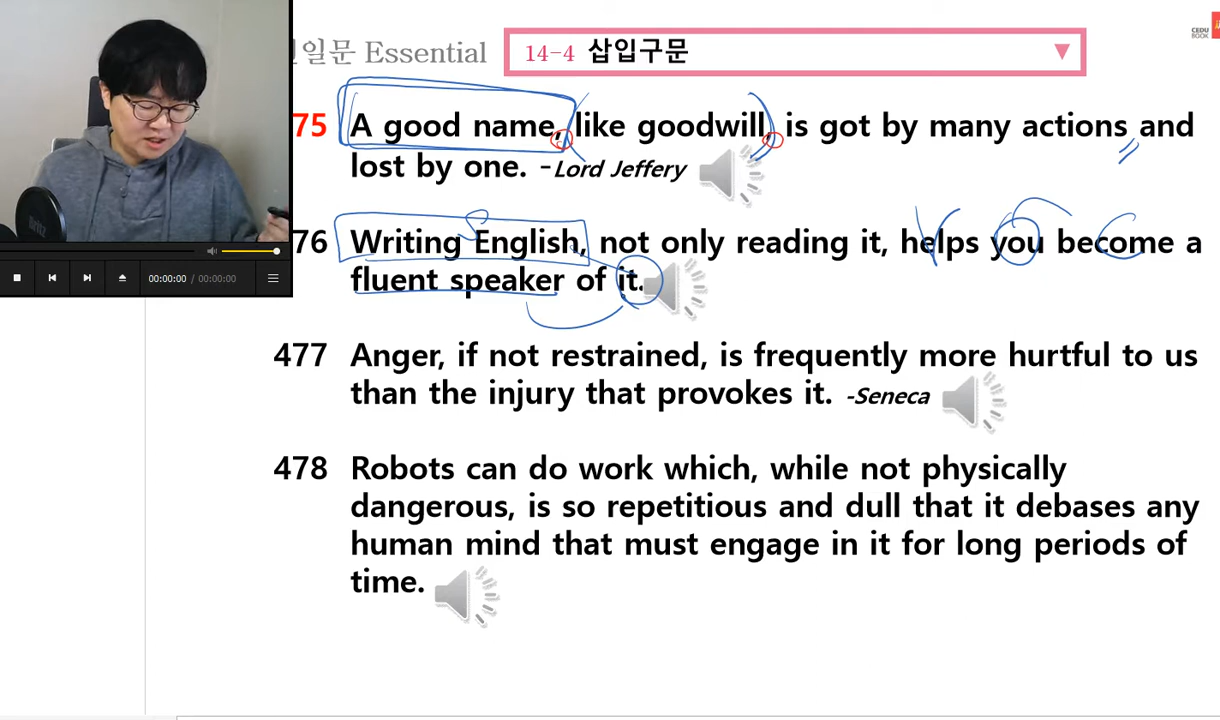 인일문 Essential 14-4 삽입구문 ▼
CEDU
BOOK
75 A good name, like goodwill, is got by many actions and
lost by one. -Lord Jeffery
S V O C
76 Writing English, not only reading it, helps you become a
fluent speaker of it.
00:00:00 / 00:00:00
477 Anger, if not restrained, is frequently more hurtful to us
than the injury that provokes it. -Seneca
478 Robots can do work which, while not physically
dangerous, is so repetitious and dull that it debases any
human mind that must engage in it for long periods of
time.
Britz